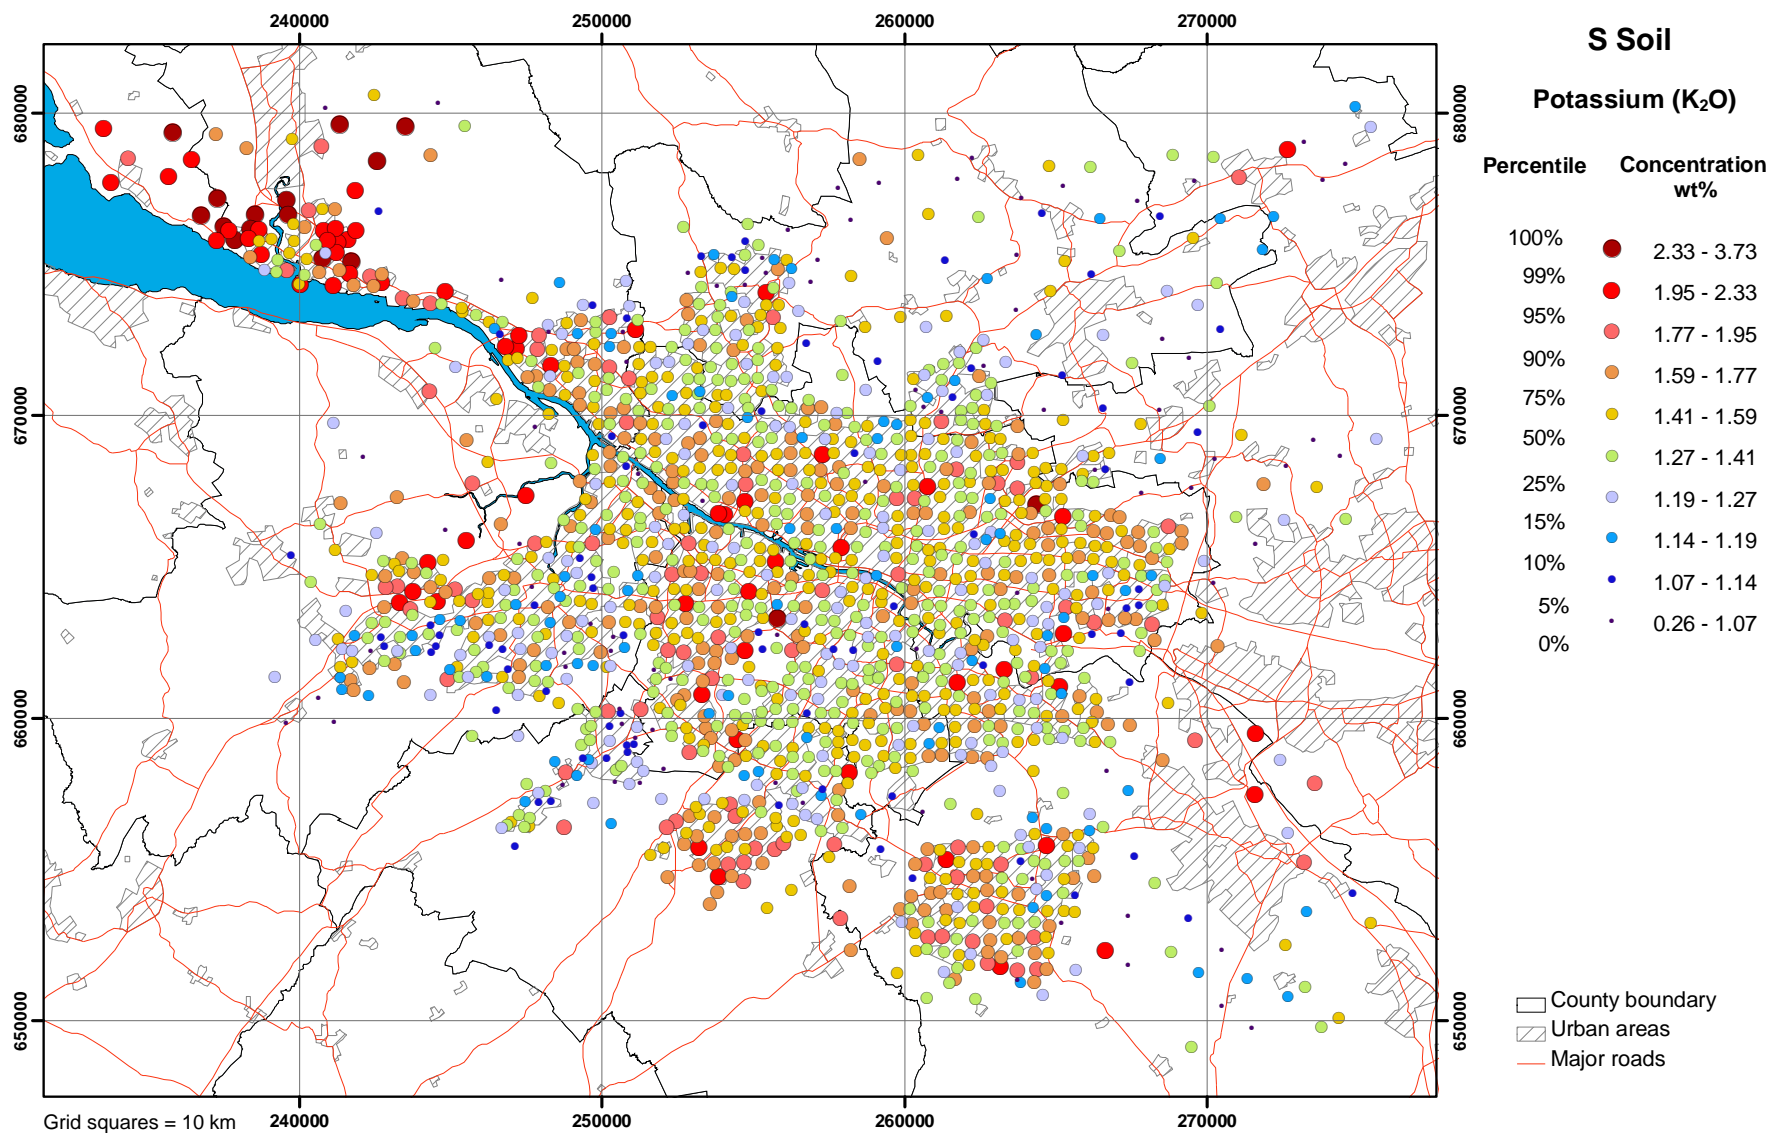 240000 250000 260000 270000
S Soil
Potassium (K₂O)
680000 680000
Percentile Concentration
wt%
100% 2.33 - 3.73
99% 1.95 - 2.33
95% 1.77 - 1.95
90% 1.59 - 1.77
75% 1.41 - 1.59
50% 1.27 - 1.41
25% 1.19 - 1.27
15% 1.14 - 1.19
10% 1.07 - 1.14
5% 0.26 - 1.07
0%
670000 670000
660000 660000
650000 650000
County boundary
Urban areas
Major roads
Grid squares = 10 km
240000 250000 260000 270000